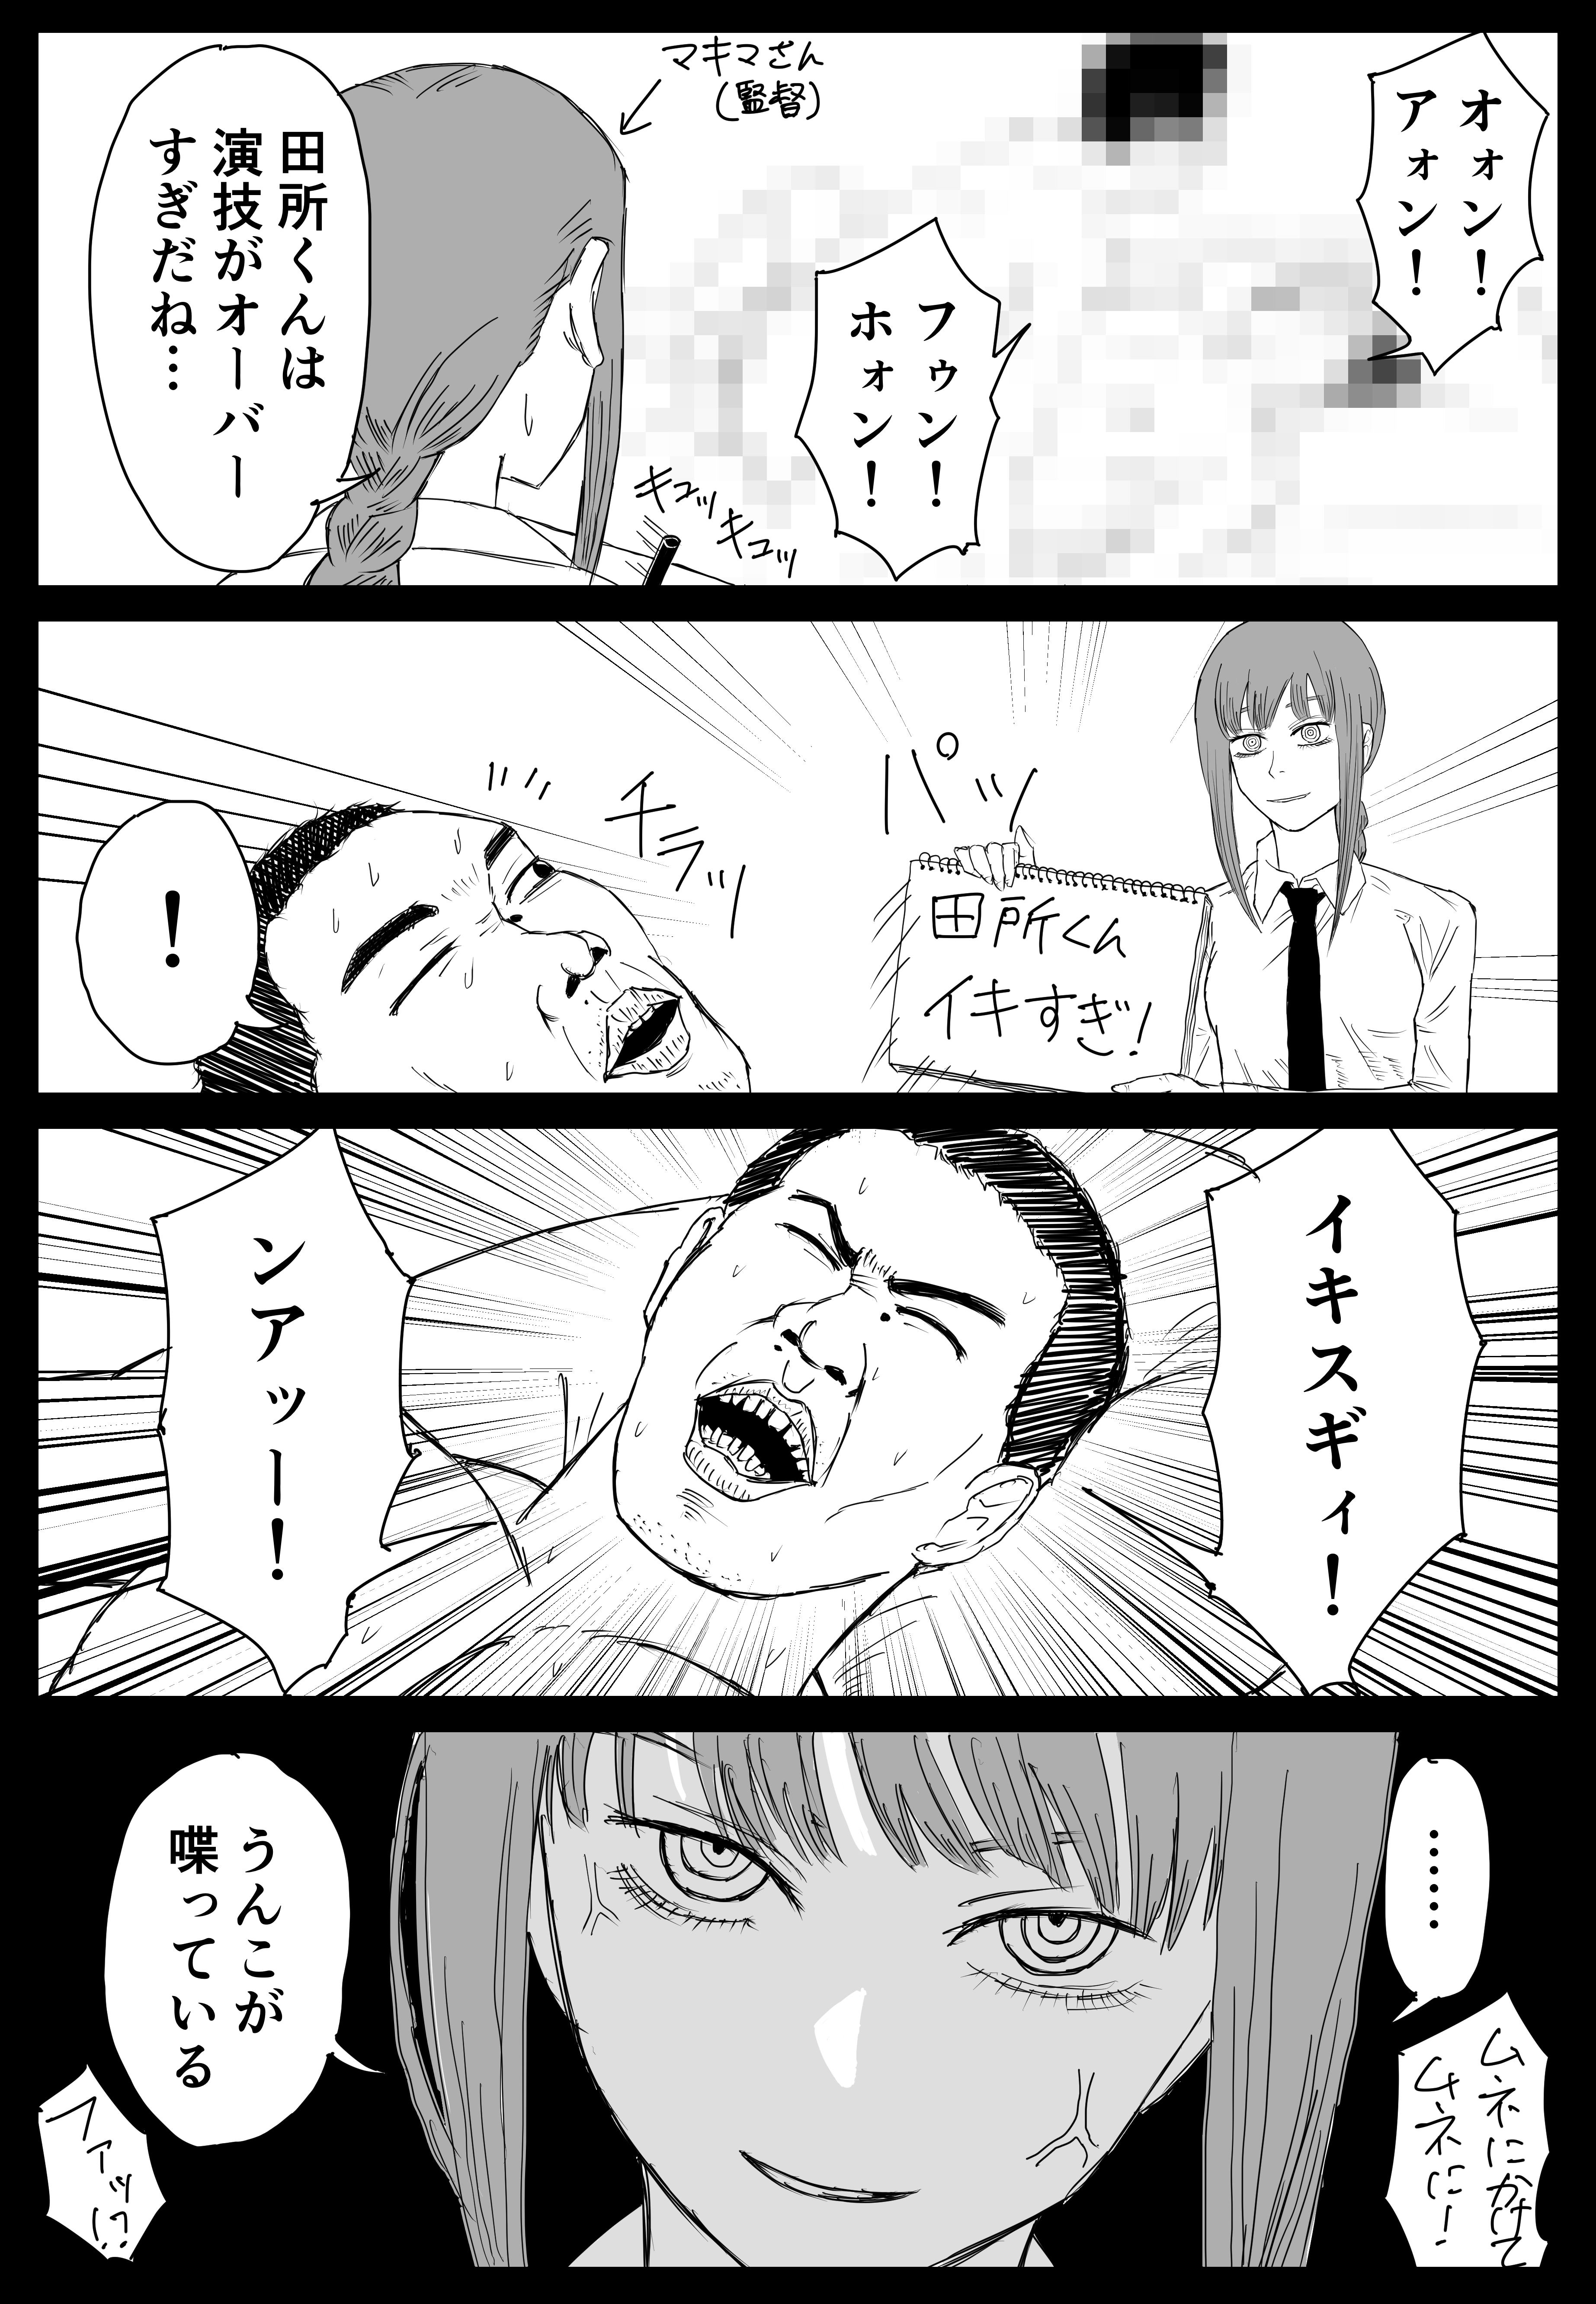 オォン!
アォン!
マキマさん
(監督)
フゥン!
ホォン!
キュッ
キュッ
田所くんは
演技がオーバー
すぎだね…
パッ
田所くん
イキすぎ!
チラッ
!
イキスギィ!
ンアッー!
……
ムネにかけて
ムネに!
うんこが
喋っている
ファッ!?